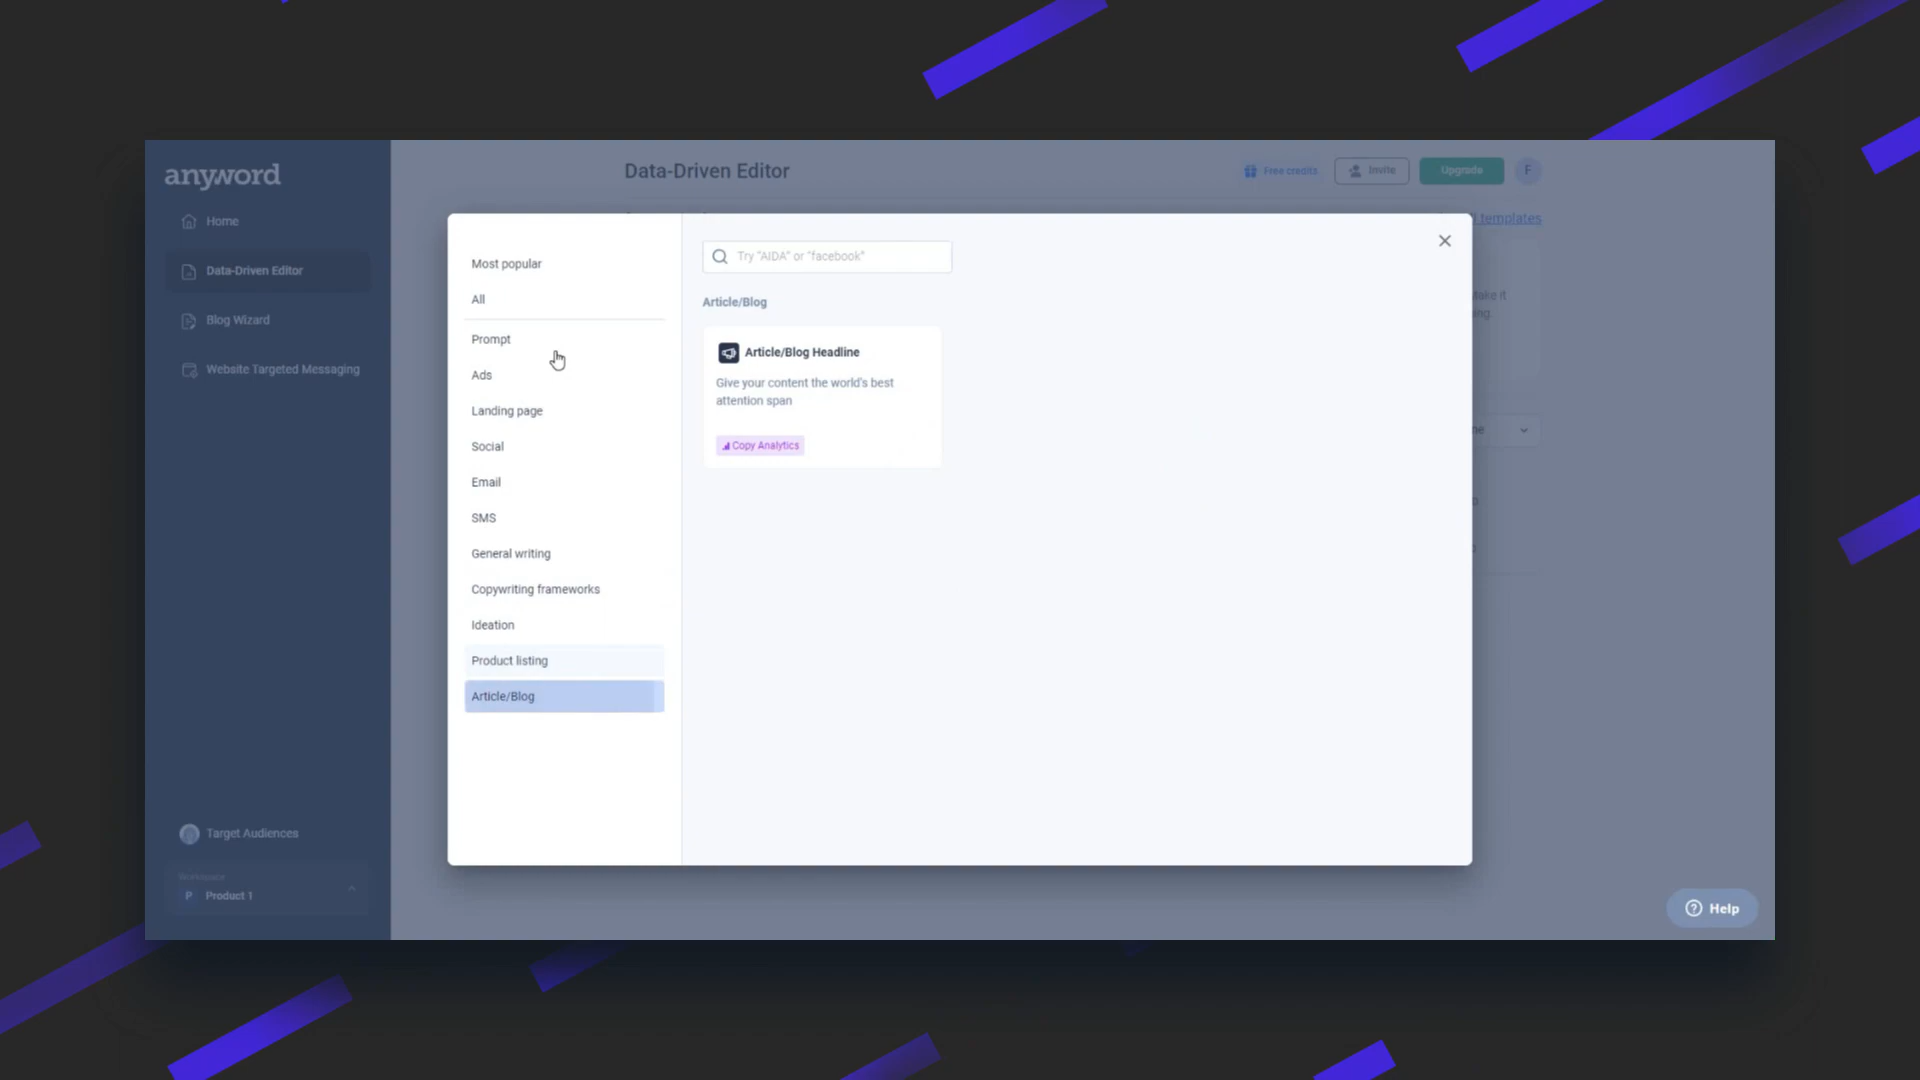 anyword
Home
Data-Driven Editor
Blog Wizard
Website Targeted Messaging
Target Audiences
Workspace
P Product 1
Data-Driven Editor
Free credits
Invite
Upgrade
F
templates
Most popular
All
Prompt
Ads
Landing page
Social
Email
SMS
General writing
Copywriting frameworks
Ideation
Product listing
Article/Blog
Try "AIDA" or "facebook"
Article/Blog
Article/Blog Headline
Give your content the world's best
attention span
Copy Analytics
Help